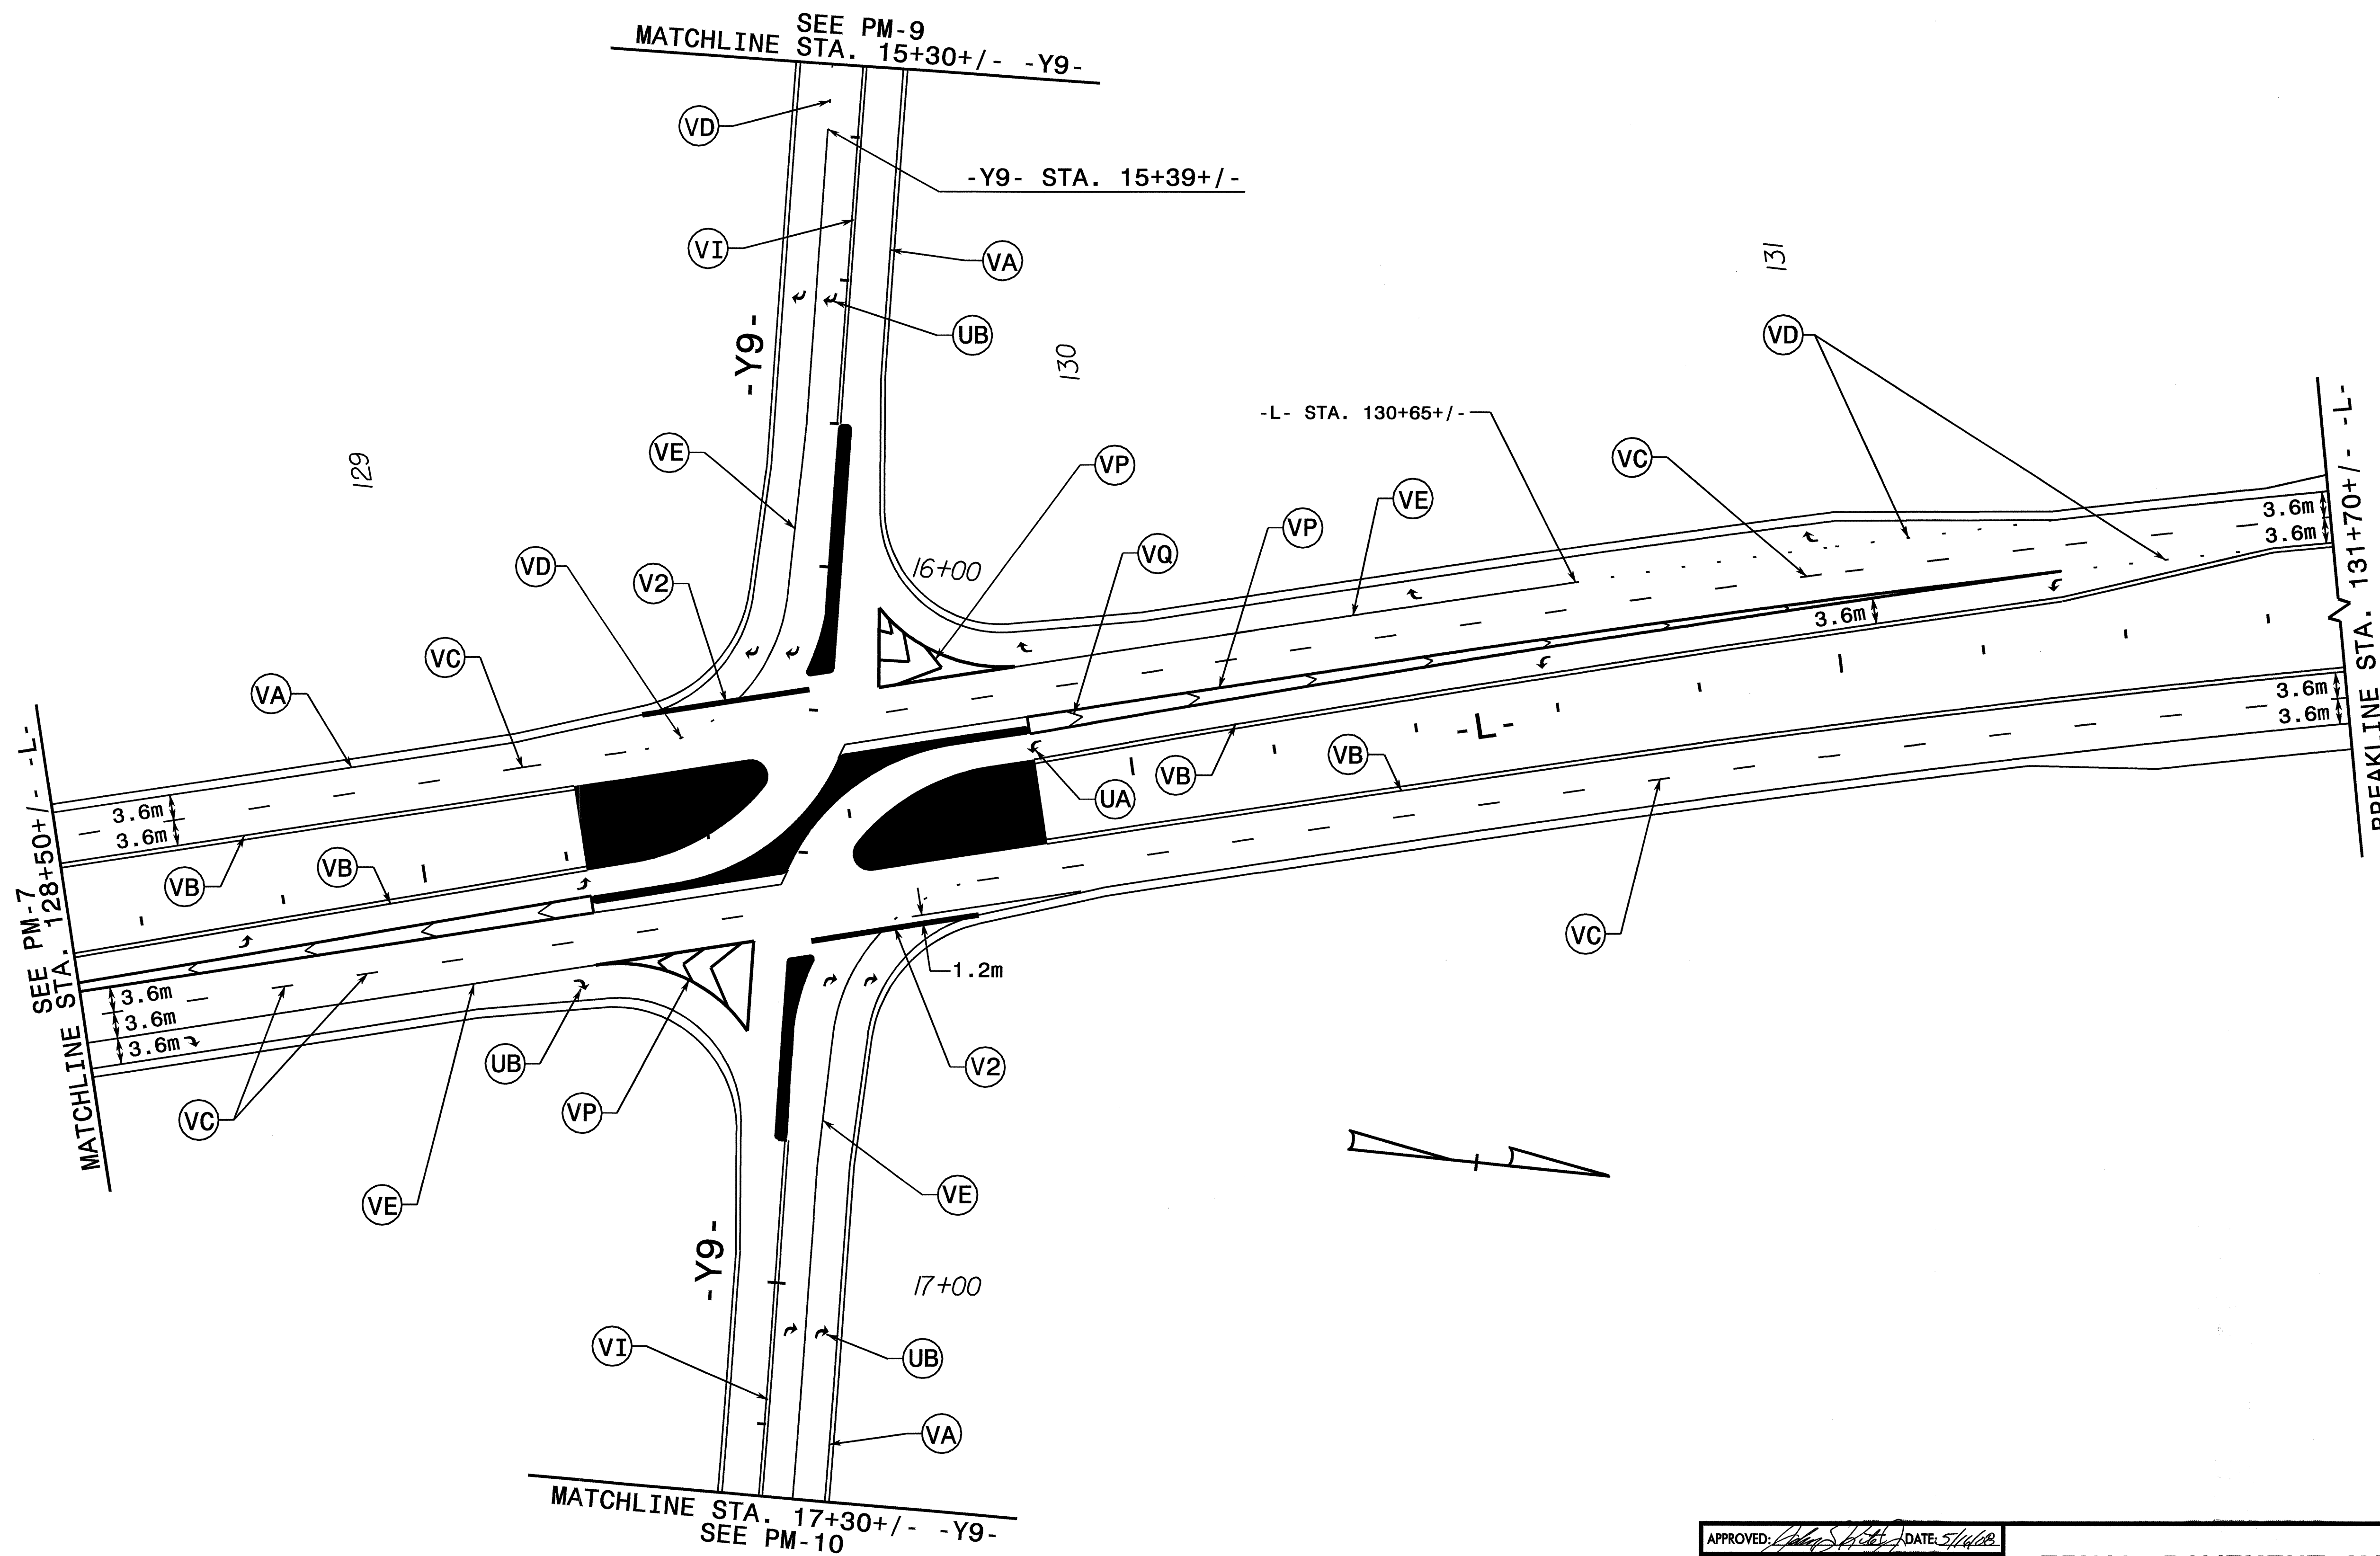 SEE PM-9
MATCHLINE STA. 15+30+/- -Y9-
VD
-Y9- STA. 15+39+/-
VI
VA
UB
-Y9-
130
131
VD
129
VE
VP
-L- STA. 130+65+/-
VC
VE
VQ
VP
VD
V2
16+00
3.6m
3.6m
3.6m
VC
VA
-L-
VB
VB
UA
3.6m
3.6m
3.6m
3.6m
VB
VB
VC
BREAKLINE STA. 131+70+/- -L-
SEE PM-7
MATCHLINE STA. 128+50+/- -L-
3.6m
3.6m
3.6m
1.2m
UB
V2
VC
VP
VE
VE
-Y9-
17+00
VI
UB
VA
MATCHLINE STA. 17+30+/- -Y9-
SEE PM-10
APPROVED: DATE: